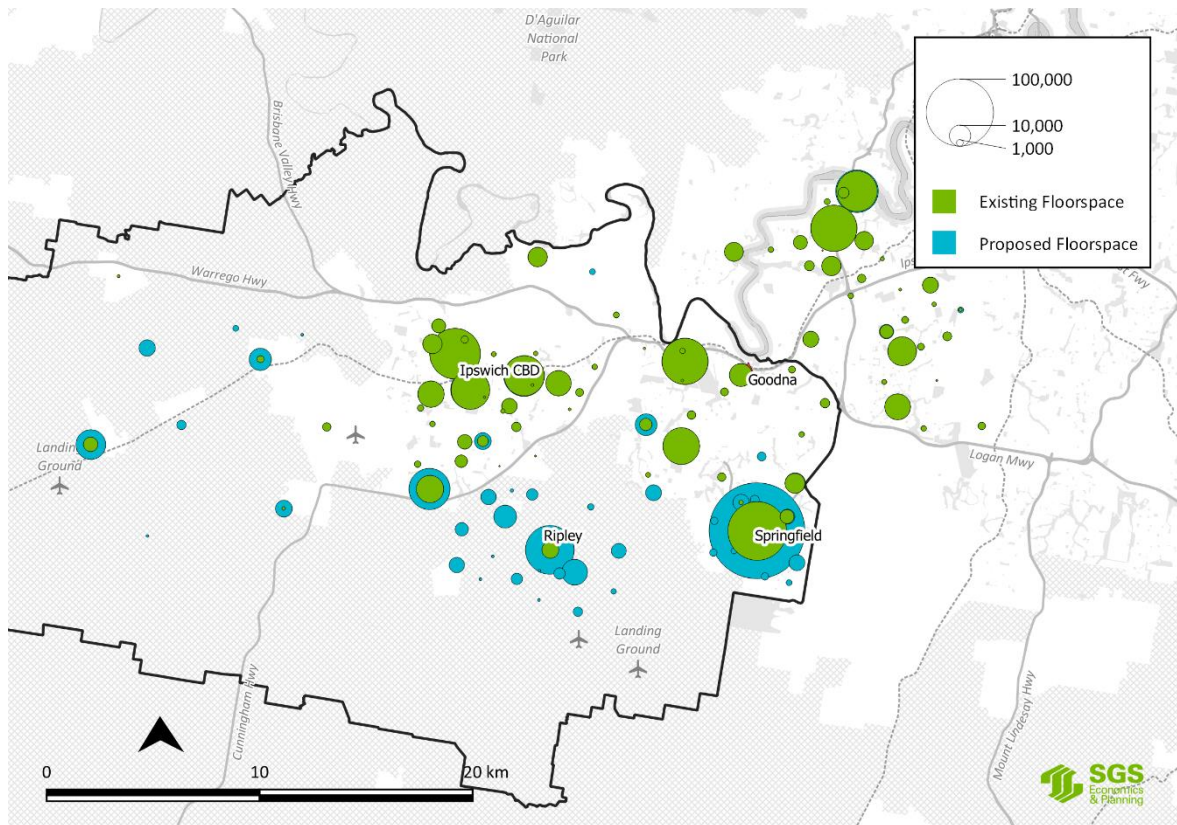 D'Aguilar
National
Park
Brisbane Valley Hwy
Warrego Hwy
100,000
10,000
1,000
Existing Floorspace
Proposed Floorspace
Ips
Fwy
Ipswich CBD
Goodna
Landing
Ground
Logan Mwy
Ripley
Springfield
Landing
Ground
Cunningham Hwy
Mount Lindesay Hwy
0 10 20 km
SGS
Economics
& Planning